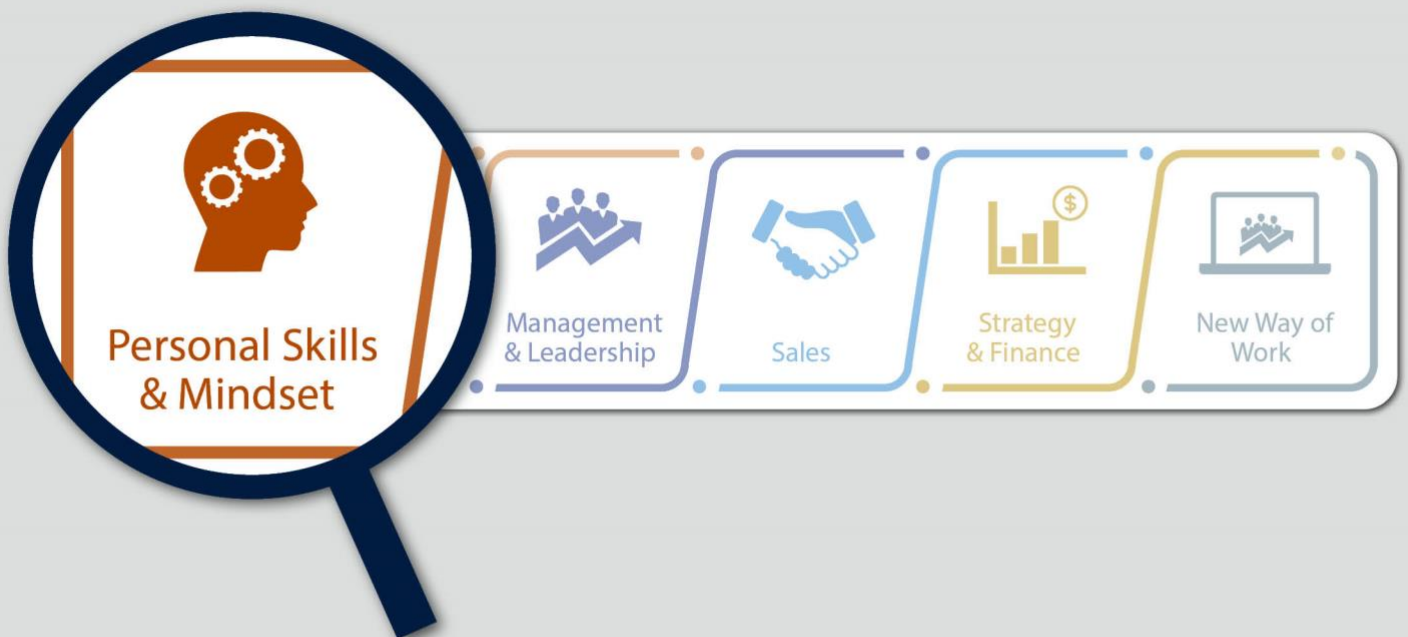 Personal Skills
& Mindset
Management
& Leadership
Sales
Strategy
& Finance
$
New Way of
Work